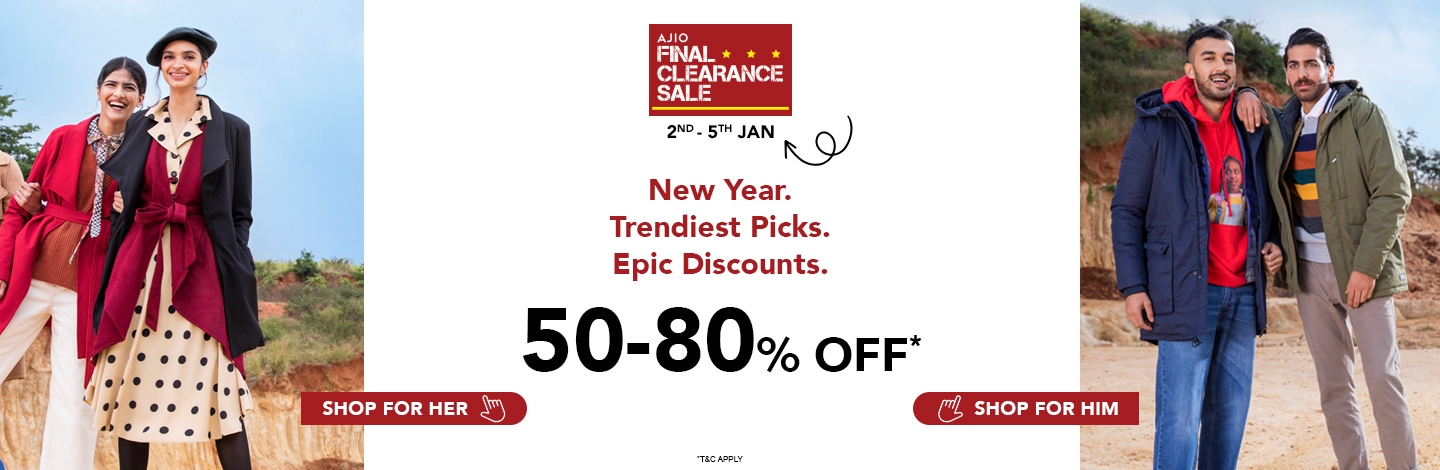 AJIO
FINAL
CLEARANCE
SALE
2ND - 5TH JAN
New Year.
Trendiest Picks.
Epic Discounts.
50-80% OFF*
SHOP FOR HER
SHOP FOR HIM
*T&C APPLY